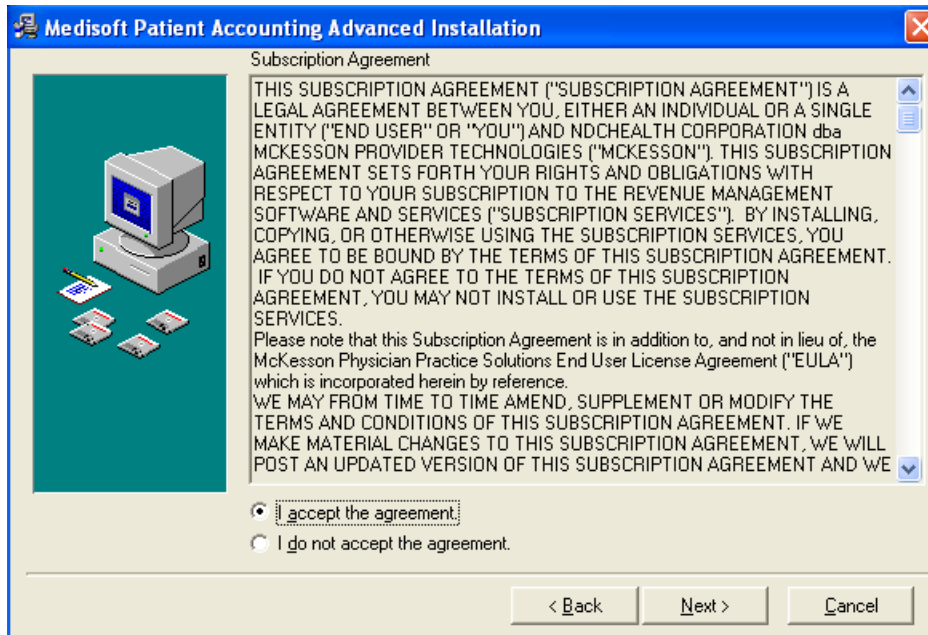 Medisoft Patient Accounting Advanced Installation
Subscription Agreement
THIS SUBSCRIPTION AGREEMENT ("SUBSCRIPTION AGREEMENT") IS A
LEGAL AGREEMENT BETWEEN YOU, EITHER AN INDIVIDUAL OR A SINGLE
ENTITY ("END USER" OR "YOU") AND NDCHEALTH CORPORATION dba
MCKESSON PROVIDER TECHNOLOGIES ("MCKESSON"). THIS SUBSCRIPTION
AGREEMENT SETS FORTH YOUR RIGHTS AND OBLIGATIONS WITH
RESPECT TO YOUR SUBSCRIPTION TO THE REVENUE MANAGEMENT
SOFTWARE AND SERVICES ("SUBSCRIPTION SERVICES"). BY INSTALLING,
COPYING, OR OTHERWISE USING THE SUBSCRIPTION SERVICES, YOU
AGREE TO BE BOUND BY THE TERMS OF THIS SUBSCRIPTION AGREEMENT.
IF YOU DO NOT AGREE TO THE TERMS OF THIS SUBSCRIPTION
AGREEMENT, YOU MAY NOT INSTALL OR USE THE SUBSCRIPTION
SERVICES.
Please note that this Subscription Agreement is in addition to, and not in lieu of, the
McKesson Physician Practice Solutions End User License Agreement ("EULA")
which is incorporated herein by reference.
WE MAY FROM TIME TO TIME AMEND, SUPPLEMENT OR MODIFY THE
TERMS AND CONDITIONS OF THIS SUBSCRIPTION AGREEMENT. IF WE
MAKE MATERIAL CHANGES TO THIS SUBSCRIPTION AGREEMENT, WE WILL
POST AN UPDATED VERSION OF THIS SUBSCRIPTION AGREEMENT AND WE
I accept the agreement.
I do not accept the agreement.
< Back
Next >
Cancel